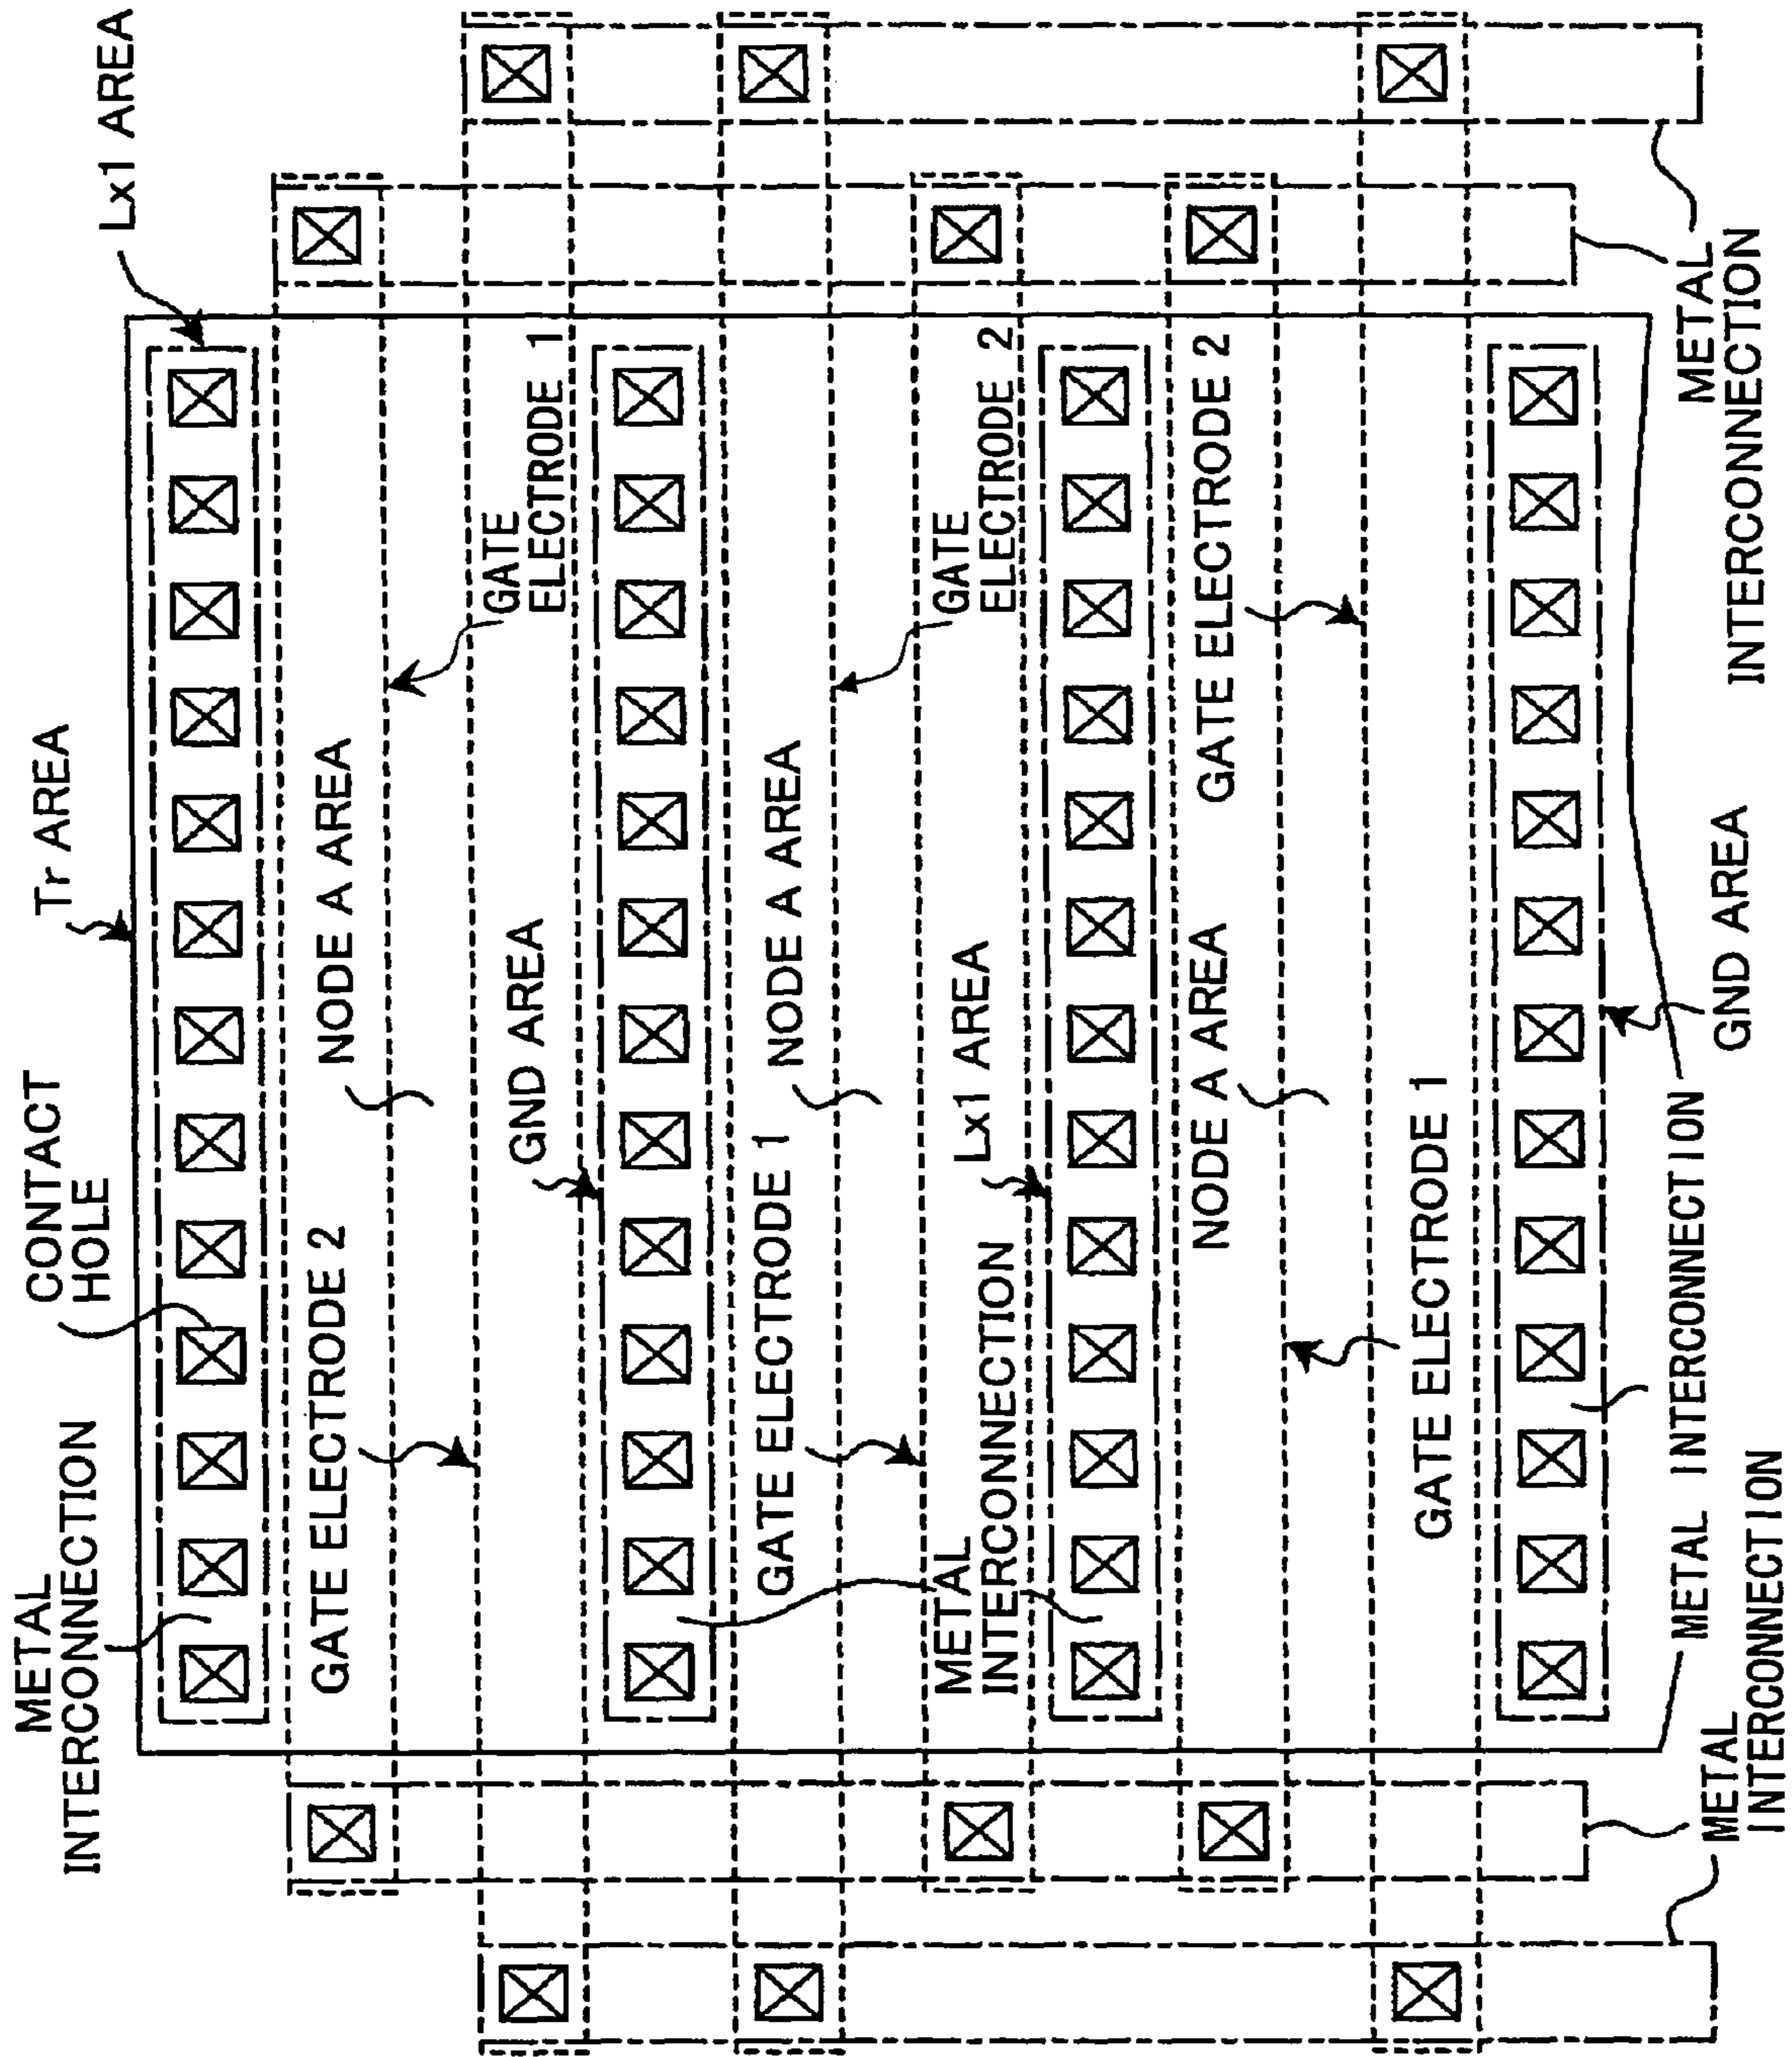 Lx1 AREA
Tr AREA
CONTACT
HOLE
METAL
INTERCONNECTION
NODE A AREA
GATE ELECTRODE 2
GATE
ELECTRODE 1
GND AREA
NODE A AREA
GATE ELECTRODE 1
GATE
ELECTRODE 2
Lx1 AREA
METAL
INTERCONNECTION
GATE ELECTRODE 2
NODE A AREA
GATE ELECTRODE 1
METAL
INTERCONNECTION
GND AREA
METAL INTERCONNECTION
METAL
INTERCONNECTION